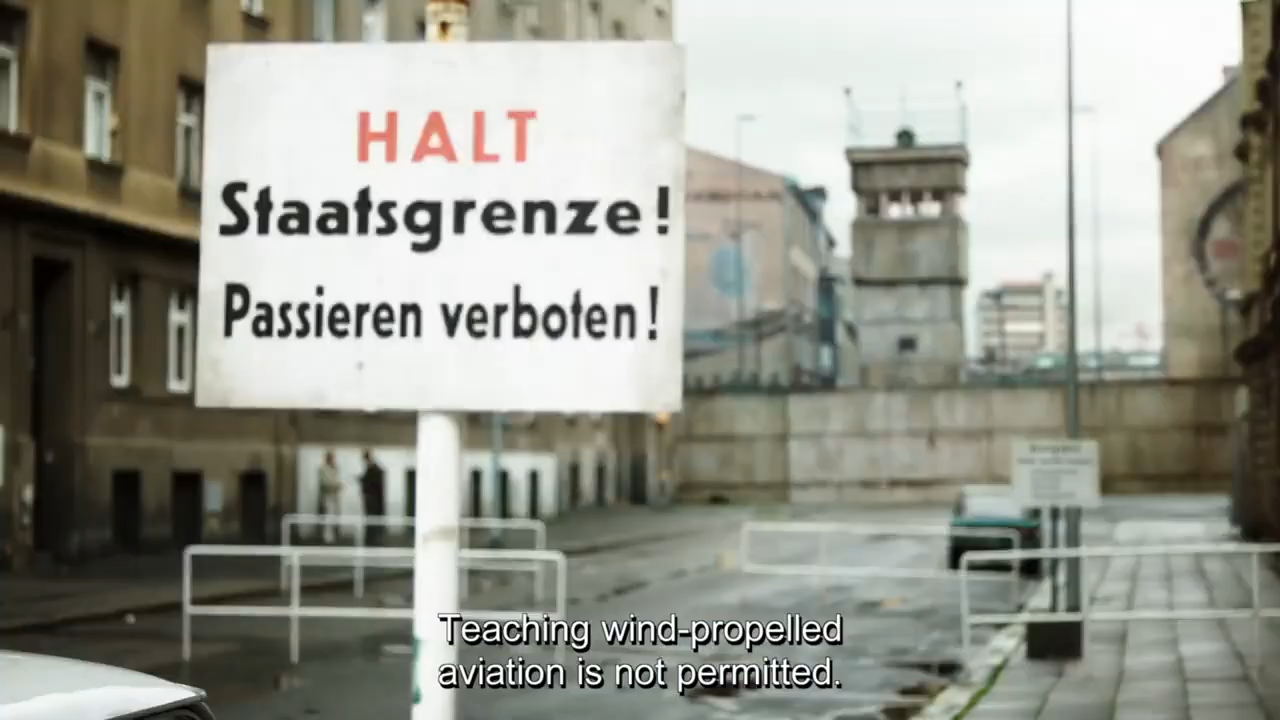 HALT
Staatsgrenze!
Passieren verboten!
Teaching wind-propelled
aviation is not permitted.